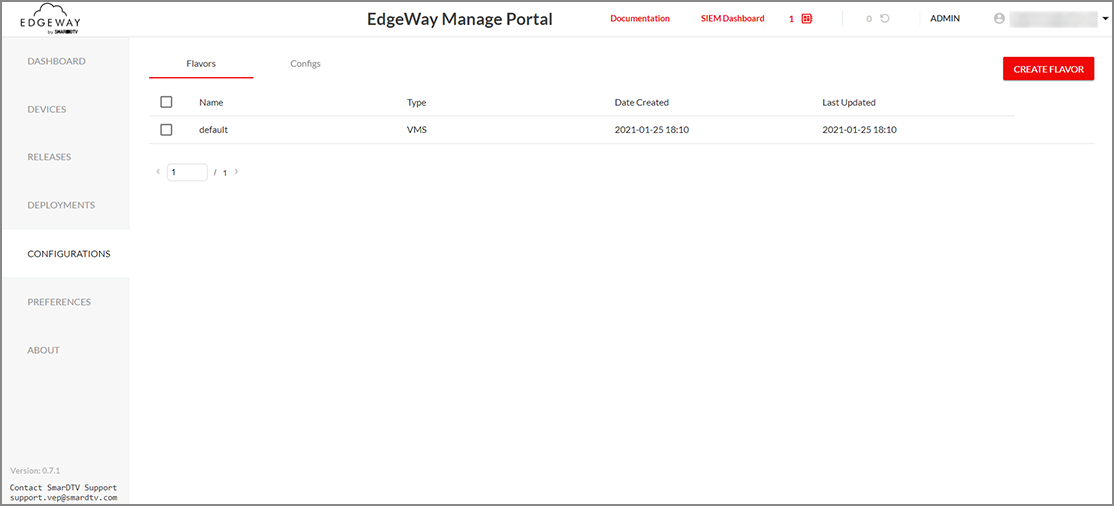 EDGEWAY
by SMARDTV
EdgeWay Manage Portal
Documentation
SIEM Dashboard
1
0
ADMIN
DASHBOARD
DEVICES
RELEASES
DEPLOYMENTS
CONFIGURATIONS
PREFERENCES
ABOUT
Flavors Configs
CREATE FLAVOR
Name Type Date Created Last Updated
default VMS 2021-01-25 18:10 2021-01-25 18:10
‹ 1 / 1 ›
Version: 0.7.1
Contact SmarDTV Support
support.vep@smardtv.com